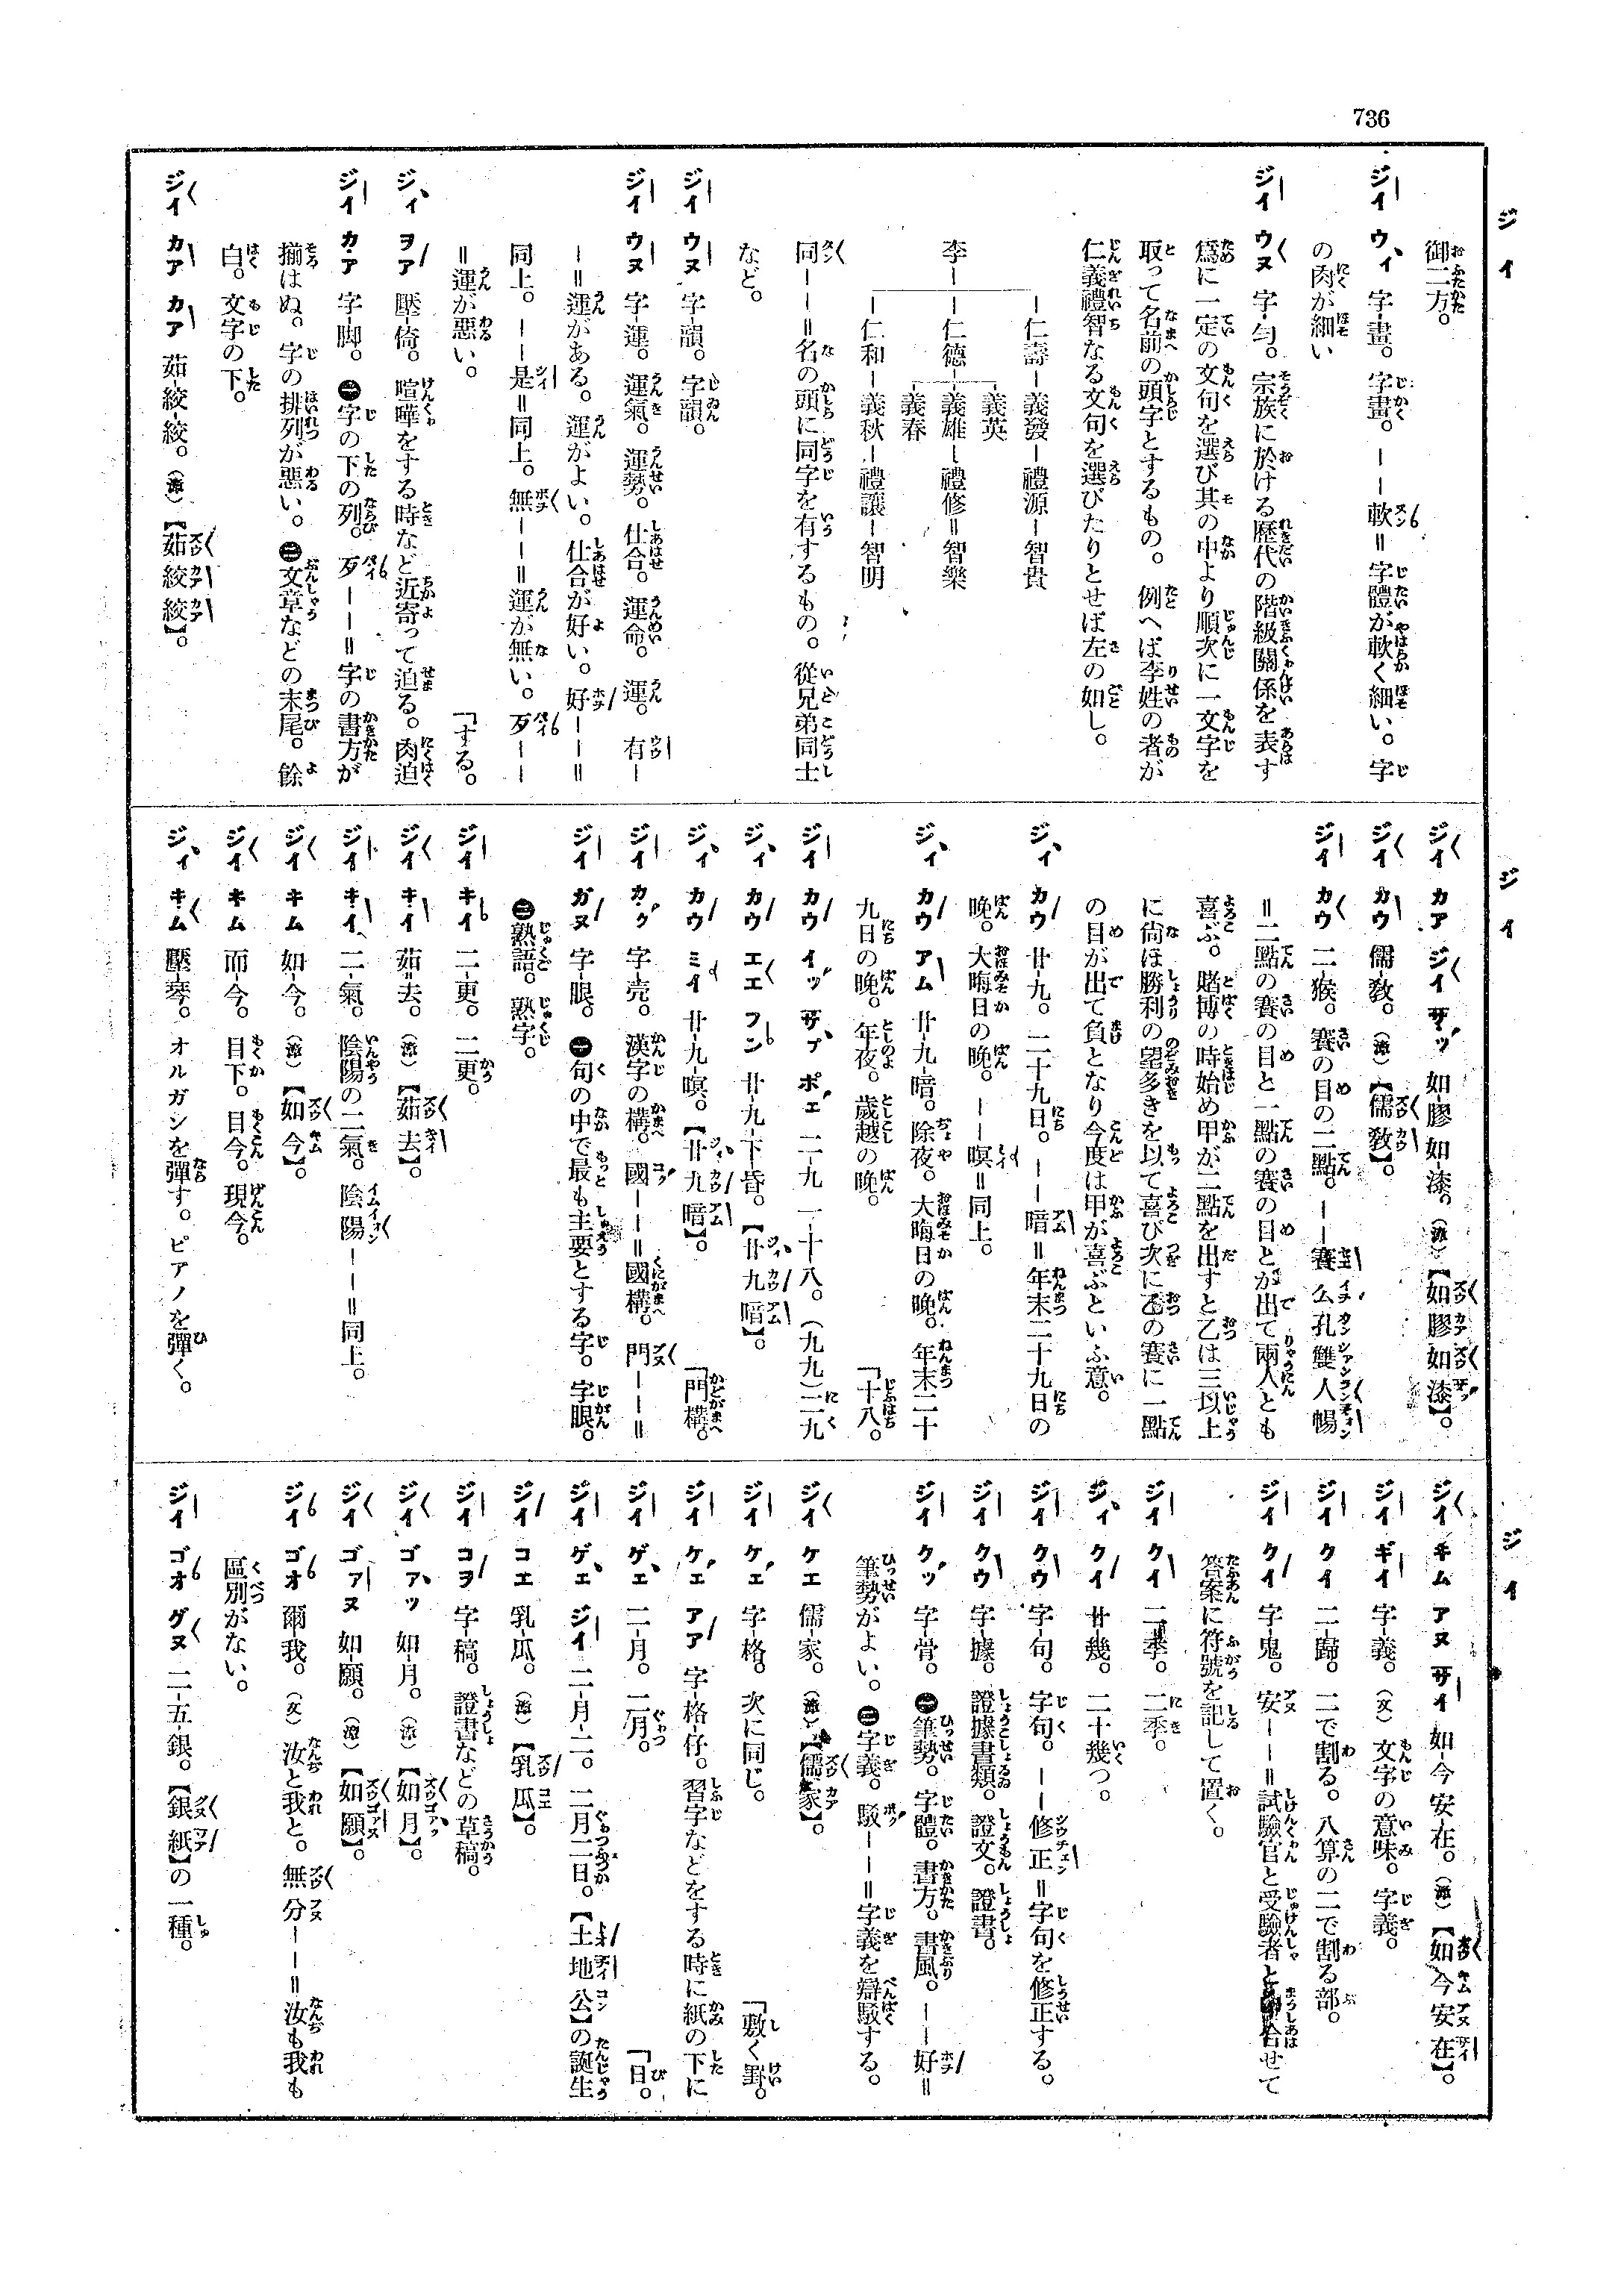 736
ジイ
御二方。
ジイ ウイ 字-畫。字畫。——軟＝字體が軟く細い。字
の肉が細い
ジイ ウヌ 字-勻。宗族に於ける歷代の階級關係を表す
爲に一定の文句を選び其の中より順次に一文字を
取って名前の頭字とするもの。例へば李姓の者が
仁義禮智なる文句を選びたりとせば左の如し。
—仁壽—義發—禮源—智貴
義英
李——仁德—義雄—禮修＝智樂
義春
—仁和—義秋—禮讓—智明
同——＝名の頭に同字を有するもの。從兄弟同士
など。
ジイ ウヌ 字-韻。字韻。
ジイ ウヌ 字-運。運氣。運勢。仕合。運命。運。有—
—＝運がある。運がよい。仕合が好い。好——＝
同上。——是＝同上。無——＝運が無い。歹——
＝運が惡い。
「する。
ジイ ヲア 壓-倚。喧嘩をする時など近寄って迫る。肉迫
ジイ カア 字-脚。㊀字の下の列。歹——＝字の書方が
揃はぬ。字の排列が惡い。㊁文章などの末尾。餘
白。文字の下。
ジイ カア カア 茹-絞-絞。（漳）【茹絞絞】。
ジイ
ジイ カア ジイ サッ 如-膠如-漆。（漳）【如膠如漆】。
ジイ カウ 儒-敎。（漳）【儒敎】。
ジイ カウ 二-猴。賽の目の二點。——賽么孔雙人暢
＝二點の賽の目と一點の賽の目とが出て兩人とも
喜ぶ。賭博の時始め甲が二點を出すと乙は三以上
に尙ほ勝利の望多きを以て喜び次に乙の賽に一點
の目が出て負となり今度は甲が喜ぶといふ意。
ジイ カウ 廿-九。二十九日。——暗＝年末二十九日の
晩。大晦日の晩。——暝＝同上。
ジイ カウ アム 廿-九-暗。除夜。大晦日の晩。年末二十
九日の晩。年夜。歲越の晩。
「十八。
ジイ カウ イッ ザプ ポェ 二-九 一-十-八。（九九）二九
ジイ カウ エエ フン 廿-九-下-昏。【廿九暗】。
ジイ カウ ミイ 廿-九-暝。【廿九暗】。
「門構。
ジイ カク 字-壳。漢字の構。國——＝國構。門——＝
ジイ ガヌ 字-眼。㊀句の中で最も主要とする字。字眼。
㊁熟語。熟字。
ジイ キイ 二-更。二更。
ジイ キイ 茹=去。（漳）【茹去】。
ジイ キイ 二-氣。陰陽の二氣。陰陽——＝同上。
ジイ キム 如-今。（漳）【如今】。
ジイ キム 而-今。目下。目今。現今。
ジイ キム 壓-琴。オルガンを彈す。ピアノを彈く。
ジイ
ジイ キム アヌ ザイ 如-今安-在。（漳）【如今安在】。
ジイ ギイ 字-義。（文）文字の意味。字義。
ジイ クイ 二-歸。二で割る。八算の二で割る部。
ジイ クイ 字-鬼。安——＝試驗官と受驗者と申合せて
答案に符號を記して置く。
ジイ クイ 二-季。二季。
ジイ クイ 廿-幾。二十幾つ。
ジイ クウ 字-句。字句。——修正＝字句を修正する。
ジイ クウ 字-據。證據書類。證文。證書。
ジイ クッ 字-骨。㊀筆勢。字體。書方。書風。——好＝
筆勢がよい。㊁字義。駁——＝字義を辯駁する。
ジイ ケエ 儒-家。（漳）【儒家】。
ジイ ケェ 字-格。次に同じ。
「敷く罫。
ジイ ケェ アア 字-格-仔。習字などをする時に紙の下に
ジイ ゲェ 二-月。二月。
「日。
ジイ ゲェ ジイ 二-月-二。二月二日。【土地公】の誕生
ジイ コエ 乳-瓜。（漳）【乳瓜】。
ジイ コヲ 字-稿。證書などの草稿。
ジイ ゴァッ 如-月。（漳）【如月】。
ジイ ゴァヌ 如-願。（漳）【如願】。
ジイ ゴオ 爾-我。（文）汝と我と。無分——＝汝も我も
區別がない。
ジイ ゴオ グヌ 二-五-銀。【銀紙】の一種。